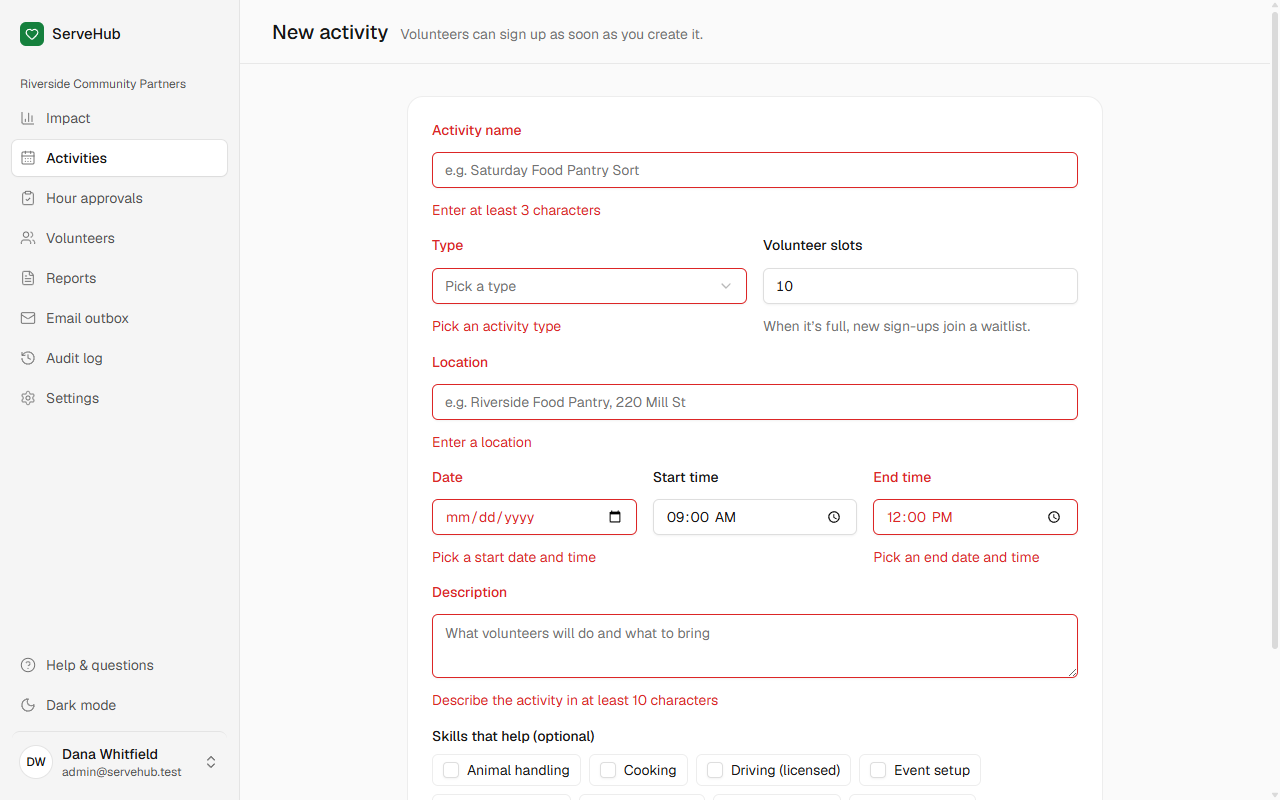 ServeHub
Riverside Community Partners
Impact
Activities
Hour approvals
Volunteers
Reports
Email outbox
Audit log
Settings
Help & questions
Dark mode
DW
Dana Whitfield
admin@servehub.test
New activity Volunteers can sign up as soon as you create it.
Activity name
e.g. Saturday Food Pantry Sort
Enter at least 3 characters
Type Volunteer slots
Pick a type 10
Pick an activity type When it's full, new sign-ups join a waitlist.
Location
e.g. Riverside Food Pantry, 220 Mill St
Enter a location
Date Start time End time
mm/dd/yyyy 09:00 AM 12:00 PM
Pick a start date and time Pick an end date and time
Description
What volunteers will do and what to bring
Describe the activity in at least 10 characters
Skills that help (optional)
Animal handling Cooking Driving (licensed) Event setup